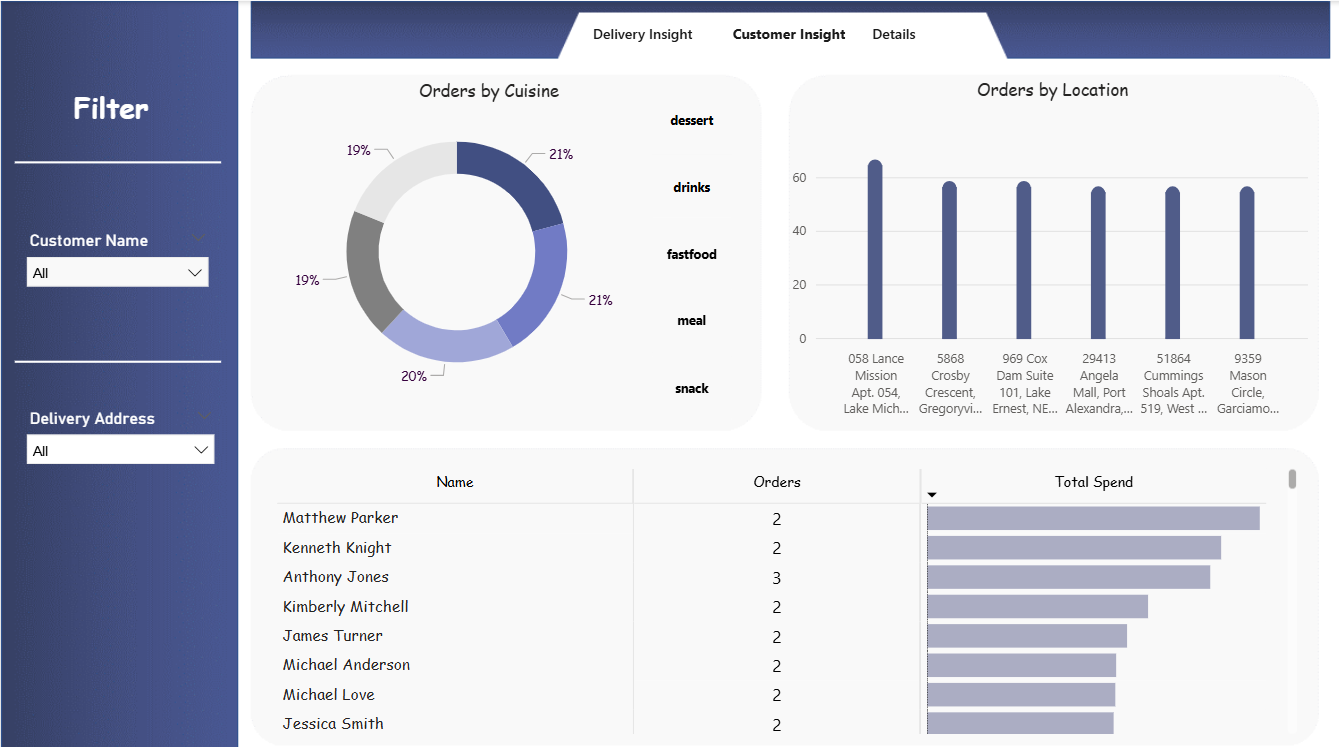 Filter
Customer Name
All
Delivery Address
All
Delivery Insight
Customer Insight
Details
Orders by Cuisine
19%
21%
19%
21%
20%
dessert
drinks
fastfood
meal
snack
Orders by Location
60
40
20
0
058 Lance
Mission
Apt. 054,
Lake Mich...
5868
Crosby
Crescent,
Gregoryvi...
969 Cox
Dam Suite
101, Lake
Ernest, NE...
29413
Angela
Mall, Port
Alexandra,...
51864
Cummings
Shoals Apt.
519, West ...
9359
Mason
Circle,
Garciamo...
Name Orders Total Spend
Matthew Parker 2
Kenneth Knight 2
Anthony Jones 3
Kimberly Mitchell 2
James Turner 2
Michael Anderson 2
Michael Love 2
Jessica Smith 2